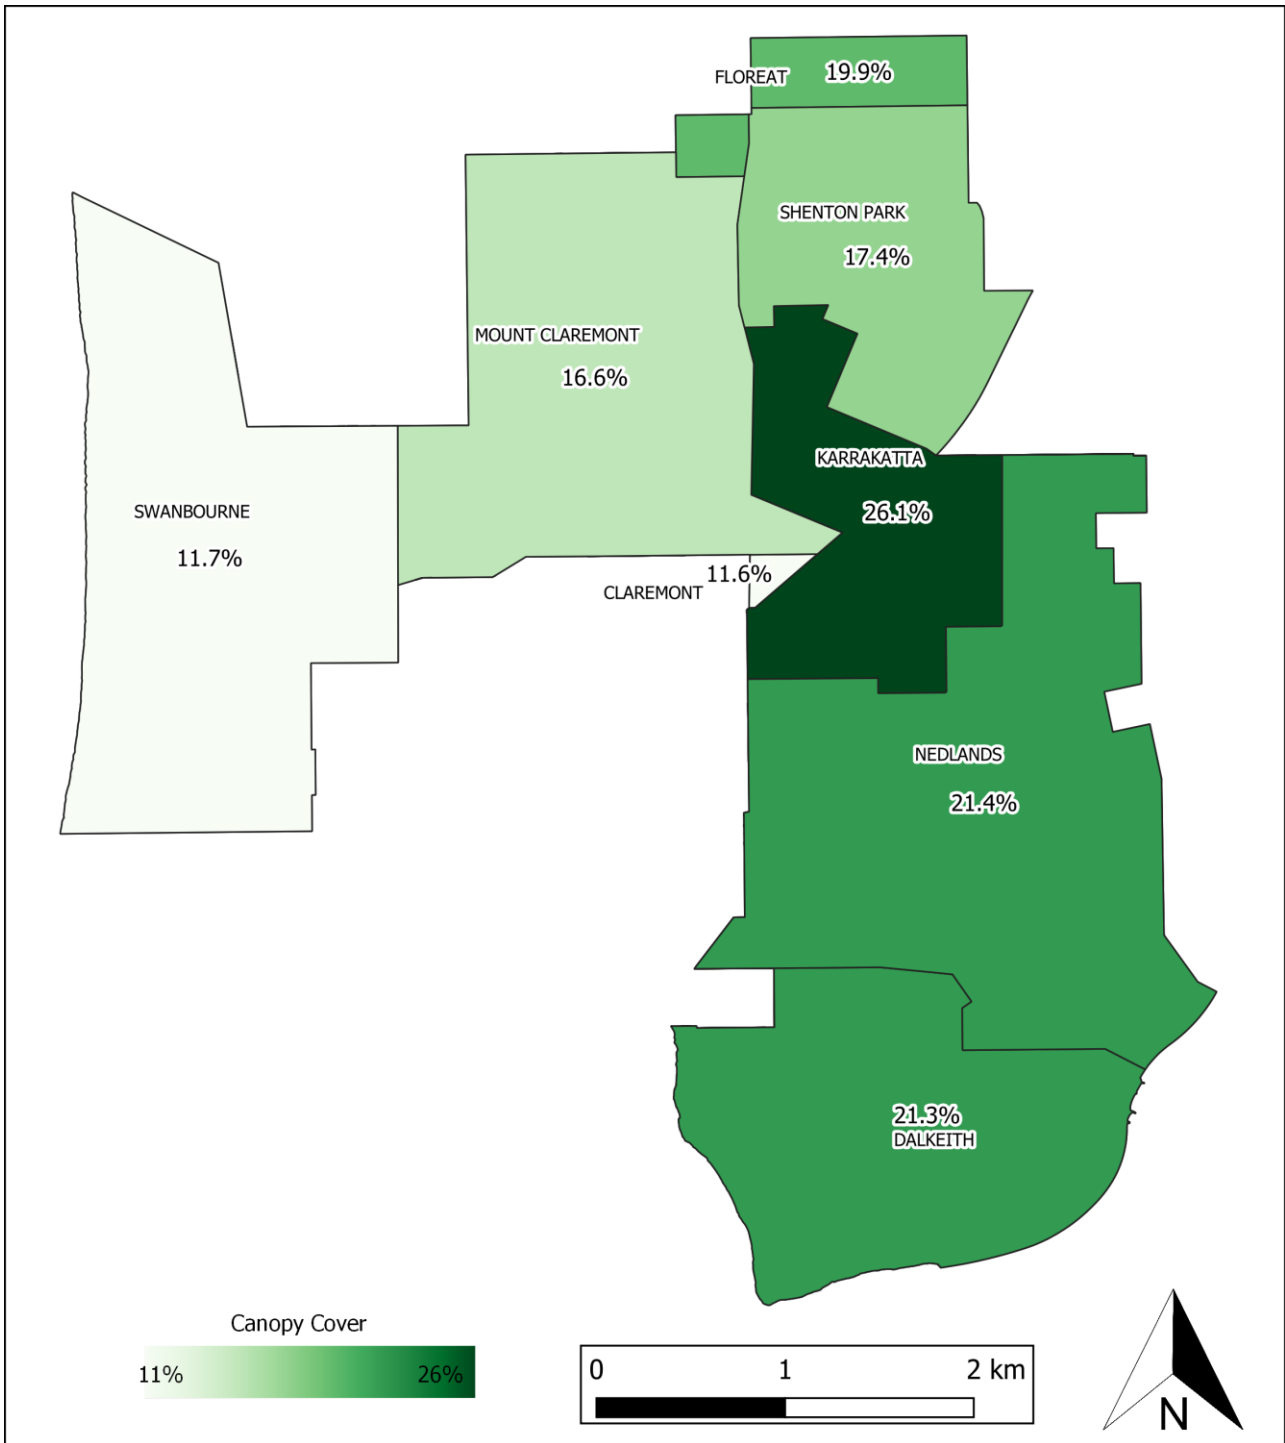 FLOREAT 19.9%
SHENTON PARK
17.4%
MOUNT CLAREMONT
16.6%
KARRAKATTA
26.1%
SWANBOURNE
11.7%
11.6%
CLAREMONT
NEDLANDS
21.4%
21.3%
DALKEITH
Canopy Cover
11% 26%
0 1 2 km
N